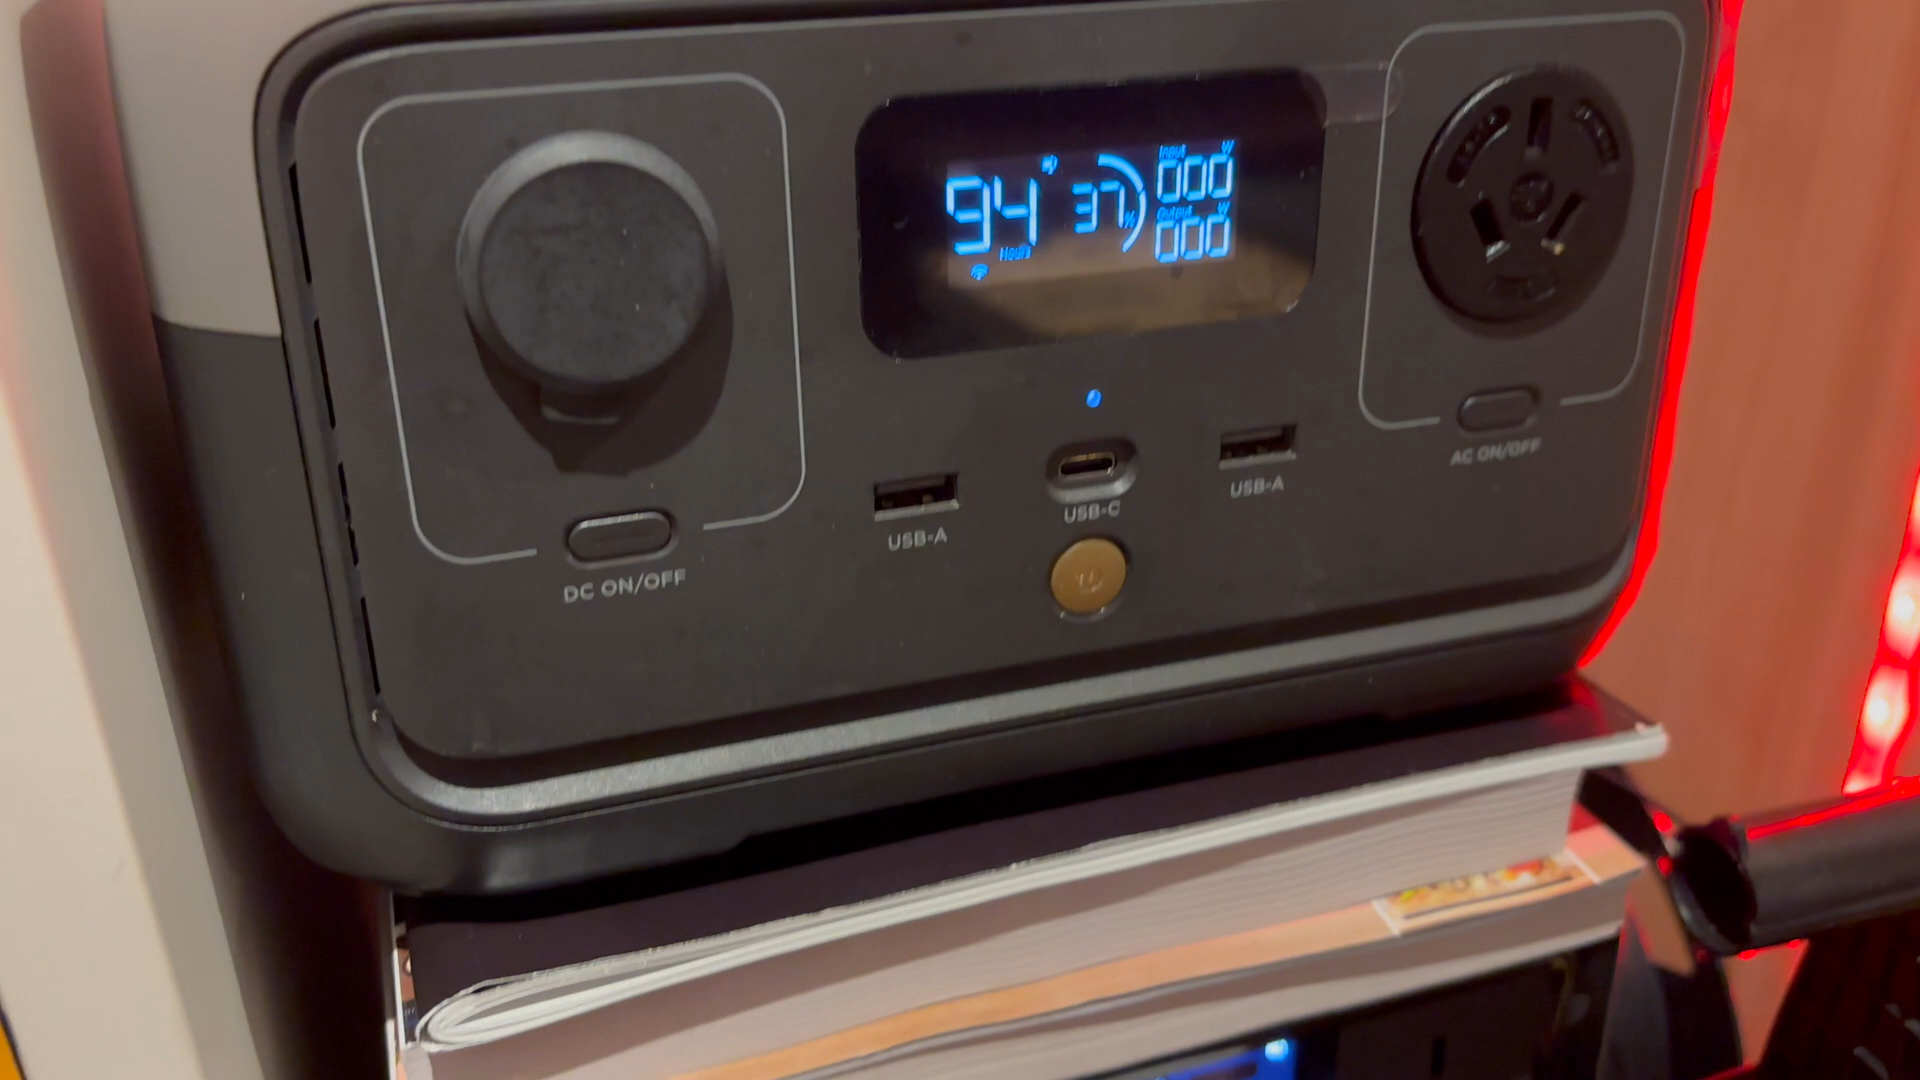 94 Hours
37 %
Input W
000
Output W
000
USB-A
USB-C
USB-A
DC ON/OFF
AC ON/OFF